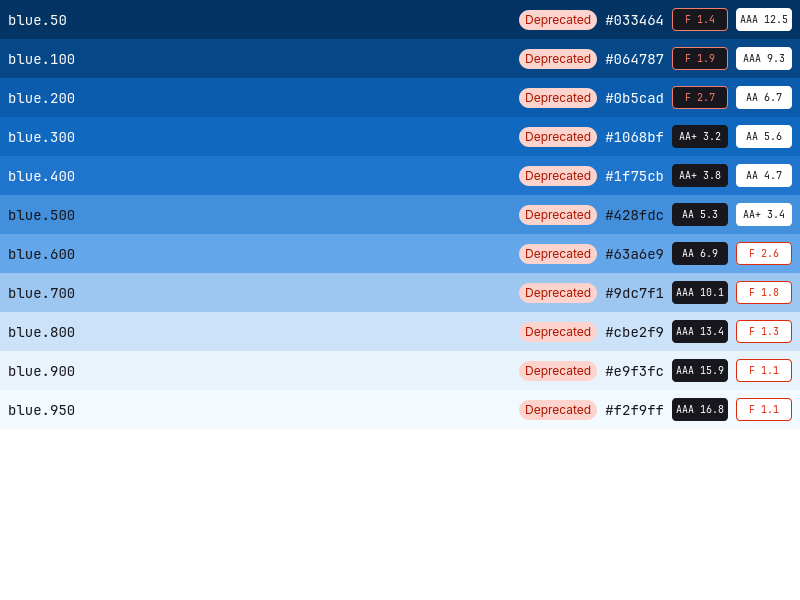 blue.50 Deprecated #033464 F 1.4 AAA 12.5
blue.100 Deprecated #064787 F 1.9 AAA 9.3
blue.200 Deprecated #0b5cad F 2.7 AA 6.7
blue.300 Deprecated #1068bf AA+ 3.2 AA 5.6
blue.400 Deprecated #1f75cb AA+ 3.8 AA 4.7
blue.500 Deprecated #428fdc AA 5.3 AA+ 3.4
blue.600 Deprecated #63a6e9 AA 6.9 F 2.6
blue.700 Deprecated #9dc7f1 AAA 10.1 F 1.8
blue.800 Deprecated #cbe2f9 AAA 13.4 F 1.3
blue.900 Deprecated #e9f3fc AAA 15.9 F 1.1
blue.950 Deprecated #f2f9ff AAA 16.8 F 1.1